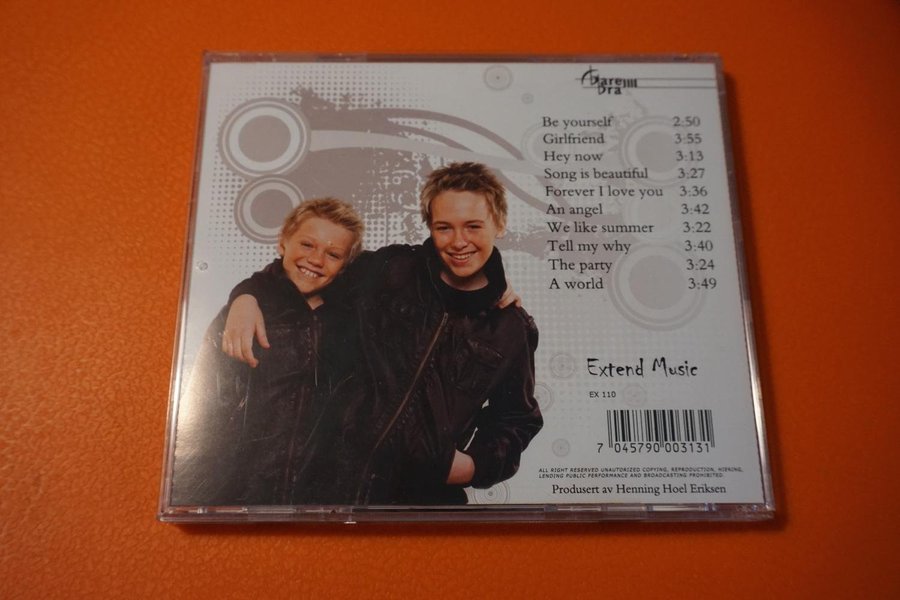 Bare
bra
Be yourself 2:50
Girlfriend 3:55
Hey now 3:13
Song is beautiful 3:27
Forever I love you 3:36
An angel 3:42
We like summer 3:22
Tell my why 3:40
The party 3:24
A world 3:49
Extend Music
EX 110
7 045790 003131
ALL RIGHT RESERVED UNAUTORIZED COPYING, REPRODUCTION, HIERING,
LENDING PUBLIC PERFORMANCE AND BROADCASTING PROHIBITED.
Produsert av Henning Hoel Eriksen